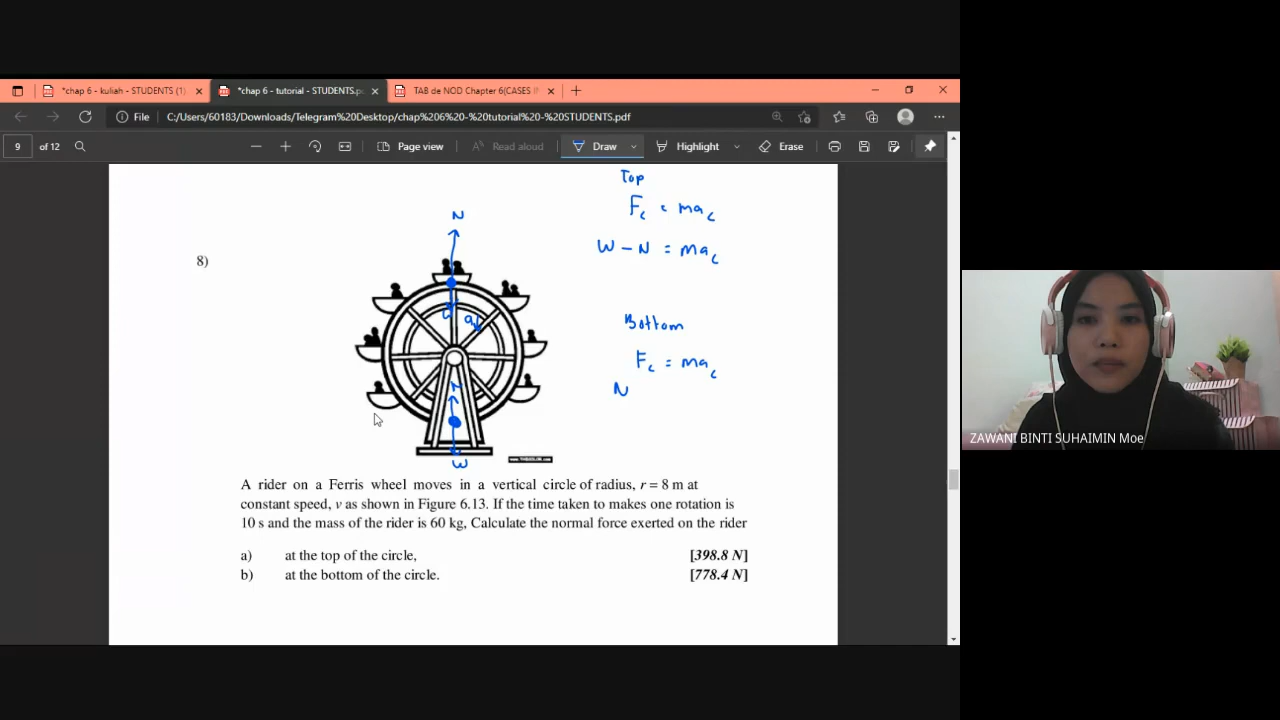 *chap 6 - kuliah - STUDENTS (1)
*chap 6 - tutorial - STUDENTS.p
TAB de NOD Chapter 6(CASES I
File
C:/Users/60183/Downloads/Telegram%20Desktop/chap%206%20-%20tutorial%20-%20STUDENTS.pdf
9 of 12
Page view
Read aloud
Draw
Highlight
Erase
Top
Fc = mac
W - N = mac
N
8)
W
a
Bottom
Fc = mac
N
N
W
A rider on a Ferris wheel moves in a vertical circle of radius, r = 8 m at
constant speed, v as shown in Figure 6.13. If the time taken to makes one rotation is
10 s and the mass of the rider is 60 kg, Calculate the normal force exerted on the rider
a) at the top of the circle, [398.8 N]
b) at the bottom of the circle. [778.4 N]
ZAWANI BINTI SUHAIMIN Moe